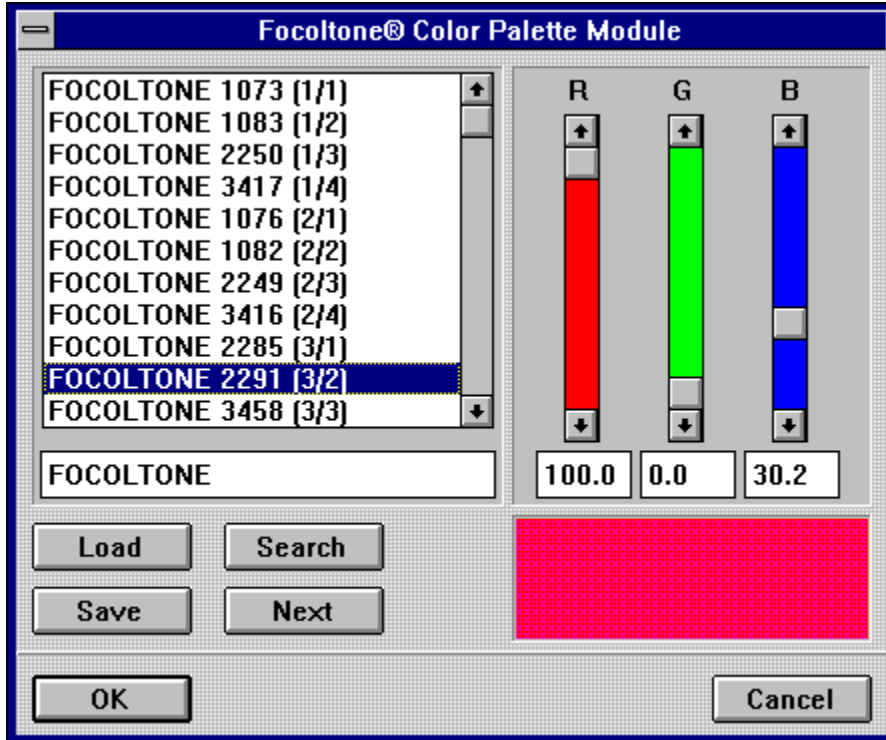 Focoltone® Color Palette Module
FOCOLTONE 1073 (1/1)
FOCOLTONE 1083 (1/2)
FOCOLTONE 2250 (1/3)
FOCOLTONE 3417 (1/4)
FOCOLTONE 1076 (2/1)
FOCOLTONE 1082 (2/2)
FOCOLTONE 2249 (2/3)
FOCOLTONE 3416 (2/4)
FOCOLTONE 2285 (3/1)
FOCOLTONE 2291 (3/2)
FOCOLTONE 3458 (3/3)
FOCOLTONE
R G B
100.0 0.0 30.2
Load Search
Save Next
OK Cancel